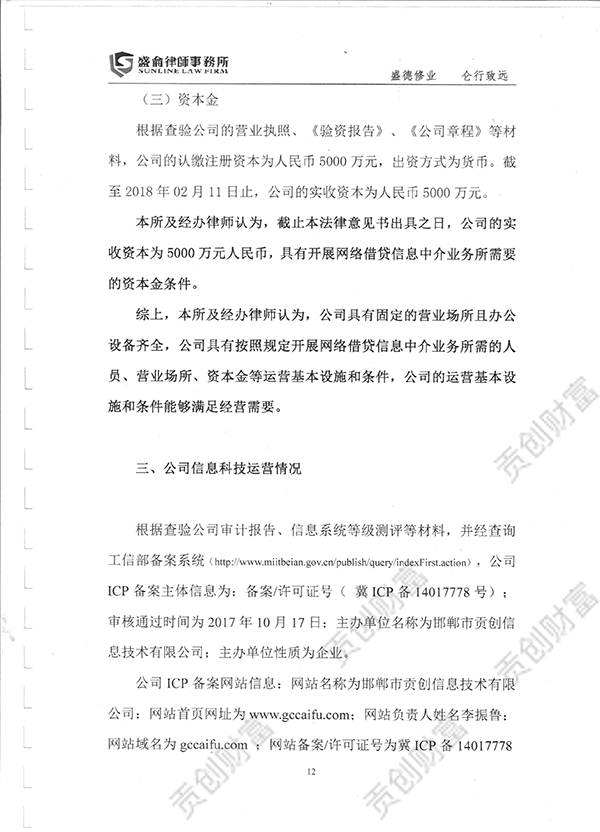 盛侖律師事務所
SUNLINE LAW FIRM
盛德修业 仑行致远
（三）资本金
根据查验公司的营业执照、《验资报告》、《公司章程》等材
料，公司的认缴注册资本为人民币 5000 万元，出资方式为货币。截
至 2018 年 02 月 11 日止，公司的实收资本为人民币 5000 万元。
本所及经办律师认为，截止本法律意见书出具之日，公司的实
收资本为 5000 万元人民币，具有开展网络借贷信息中介业务所需要
的资本金条件。
综上，本所及经办律师认为，公司具有固定的营业场所且办公
设备齐全，公司具有按照规定开展网络借贷信息中介业务所需的人
员、营业场所、资本金等运营基本设施和条件，公司的运营基本设
施和条件能够满足经营需要。
三、公司信息科技运营情况
根据查验公司审计报告、信息系统等级测评等材料，并经查询
工信部备案系统（http://www.miitbeian.gov.cn/publish/query/indexFirst.action），公司
ICP 备案主体信息为：备案/许可证号（ 冀 ICP 备 14017778 号）；
审核通过时间为 2017 年 10 月 17 日；主办单位名称为邯郸市贡创信
息技术有限公司；主办单位性质为企业。
公司 ICP 备案网站信息：网站名称为邯郸市贡创信息技术有限
公司；网站首页网址为 www.gccaifu.com；网站负责人姓名李振鲁；
网站域名为 gccaifu.com ；网站备案/许可证号为冀 ICP 备 14017778
12
贡创财富
贡创财富
贡创财富
贡创财富
贡创财富